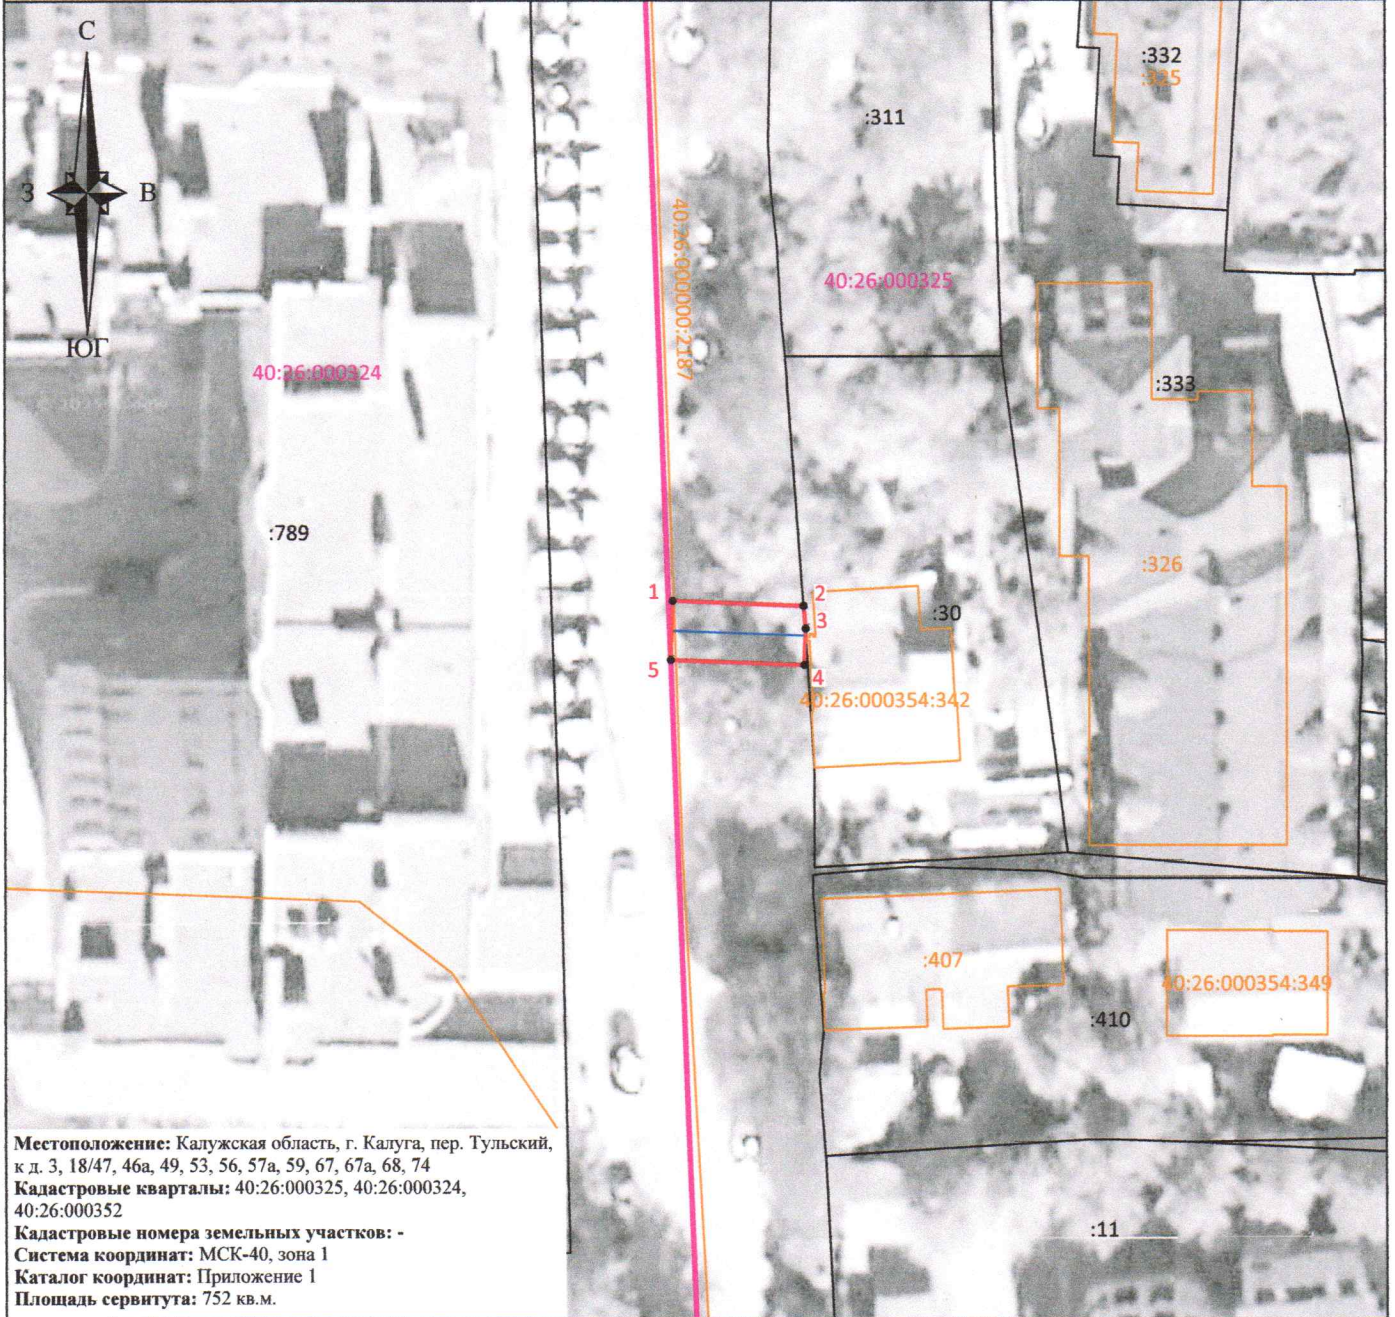 С
З
В
ЮГ
:332
:325
:311
40:26:000000:2187
40:26:000325
40:26:000324
:333
:789
:326
1
2
:30
3
5
4
40:26:000354:342
:407
40:26:000354:349
:410
Местоположение: Калужская область, г. Калуга, пер. Тульский,
к д. 3, 18/47, 46а, 49, 53, 56, 57а, 59, 67, 67а, 68, 74
Кадастровые кварталы: 40:26:000325, 40:26:000324,
40:26:000352
Кадастровые номера земельных участков: -
Система координат: МСК-40, зона 1
Каталог координат: Приложение 1
Площадь сервитута: 752 кв.м.
:11